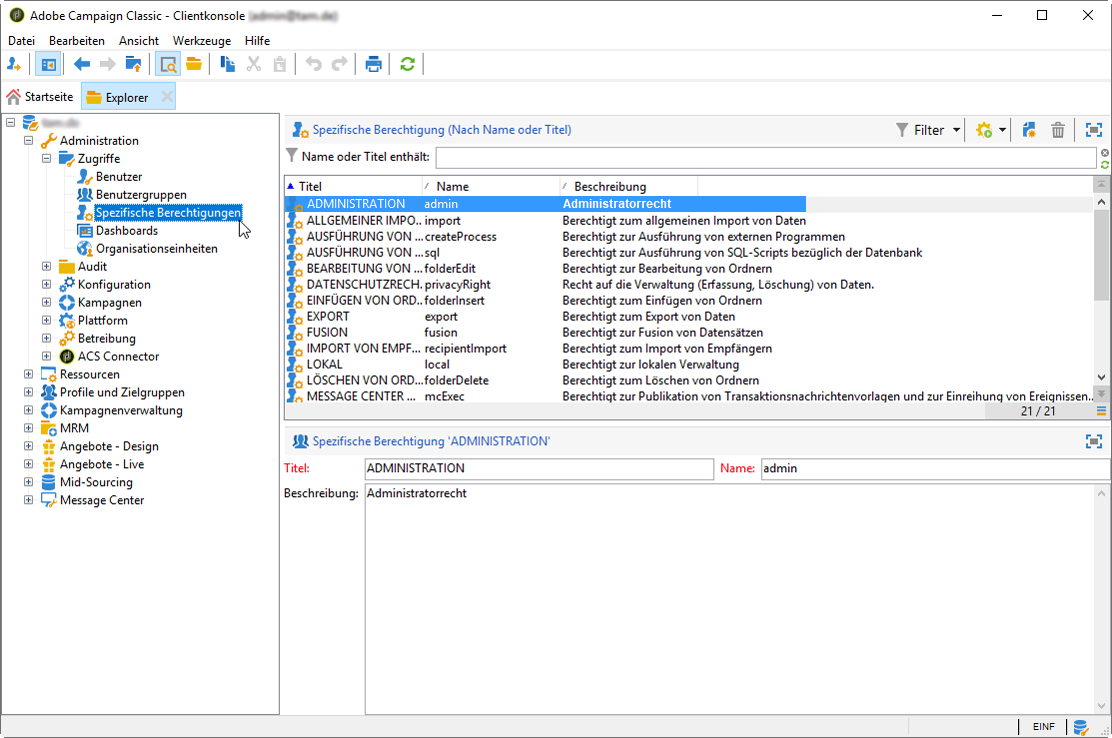 Adobe Campaign Classic - Clientkonsole
Datei Bearbeiten Ansicht Werkzeuge Hilfe
Startseite Explorer
Administration
Zugriffe
Benutzer
Benutzergruppen
Spezifische Berechtigungen
Dashboards
Organisationseinheiten
Audit
Konfiguration
Kampagnen
Plattform
Betreibung
ACS Connector
Ressourcen
Profile und Zielgruppen
Kampagnenverwaltung
MRM
Angebote - Design
Angebote - Live
Mid-Sourcing
Message Center
Spezifische Berechtigung (Nach Name oder Titel) Filter
Name oder Titel enthält:
Titel Name Beschreibung
ADMINISTRATION admin Administratorrecht
ALLGEMEINER IMPO... import Berechtigt zum allgemeinen Import von Daten
AUSFÜHRUNG VON ... createProcess Berechtigt zur Ausführung von externen Programmen
AUSFÜHRUNG VON ... sql Berechtigt zur Ausführung von SQL-Scripts bezüglich der Datenbank
BEARBEITUNG VON ... folderEdit Berechtigt zur Bearbeitung von Ordnern
DATENSCHUTZRECH... privacyRight Recht auf die Verwaltung (Erfassung, Löschung) von Daten.
EINFÜGEN VON ORD... folderInsert Berechtigt zum Einfügen von Ordnern
EXPORT export Berechtigt zum Export von Daten
FUSION fusion Berechtigt zur Fusion von Datensätzen
IMPORT VON EMPF... recipientImport Berechtigt zum Import von Empfängern
LOKAL local Berechtigt zur lokalen Verwaltung
LÖSCHEN VON ORD... folderDelete Berechtigt zum Löschen von Ordnern
MESSAGE CENTER ... mcExec Berechtigt zur Publikation von Transaktionsnachrichtenvorlagen und zur Einreihung von Ereignissen...
21 / 21
Spezifische Berechtigung 'ADMINISTRATION'
Titel: ADMINISTRATION Name: admin
Beschreibung: Administratorrecht
EINF